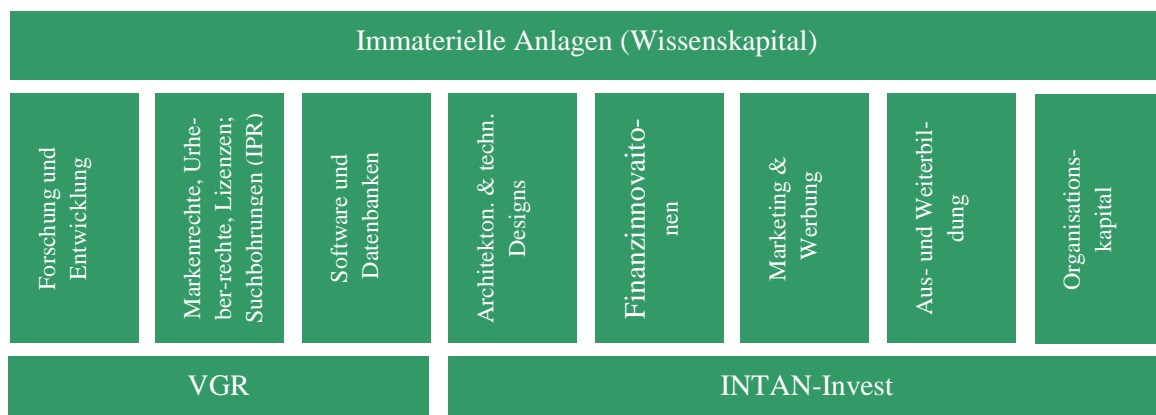 Immaterielle Anlagen (Wissenskapital)
Forschung und
Entwicklung
Markenrechte, Urhe-
ber-rechte, Lizenzen;
Suchbohrungen (IPR)
Software und
Datenbanken
Architekton. & techn.
Designs
Finanzinnovaito-
nen
Marketing &
Werbung
Aus- und Weiterbil-
dung
Organisations-
kapital
VGR
INTAN-Invest